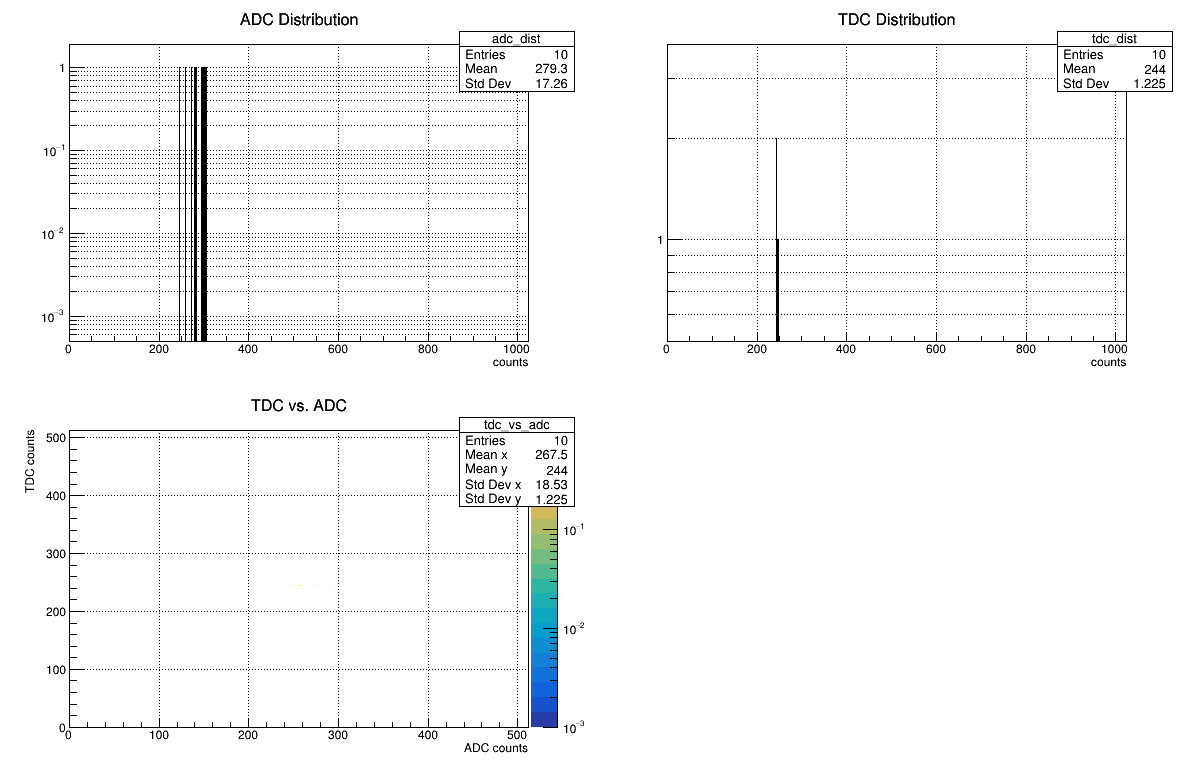 ADC Distribution
adc_dist
Entries 10
Mean 279.3
Std Dev 17.26
1
10⁻¹
10⁻²
10⁻³
0 200 400 600 800 1000
counts
TDC Distribution
tdc_dist
Entries 10
Mean 244
Std Dev 1.225
1
0 200 400 600 800 1000
counts
TDC vs. ADC
tdc_vs_adc
Entries 10
Mean x 267.5
Mean y 244
Std Dev x 18.53
Std Dev y 1.225
TDC counts
500
400
300
200
100
0
0 100 200 300 400 500
ADC counts
10⁻¹
10⁻²
10⁻³